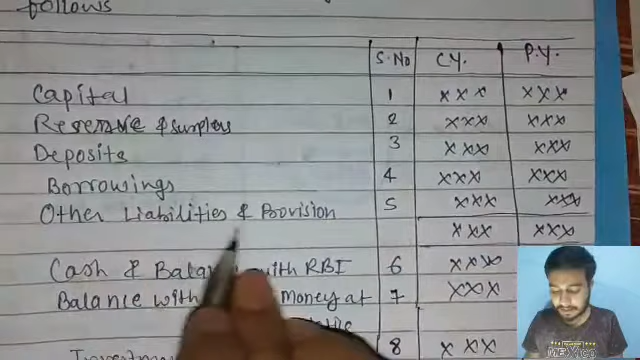 follows
S.No C.Y. P.Y.
Capital 1 xxx xxx
Reserve & Surplus 2 xxx xxx
Deposits 3 xxx xxx
Borrowings 4 xxx xxx
Other Liabilities & Provision 5 xxx xxx
xxx xxx
Cash & with RBI 6 xxx
Balance with Money at 7 xxx
8 xxx
MEXICO